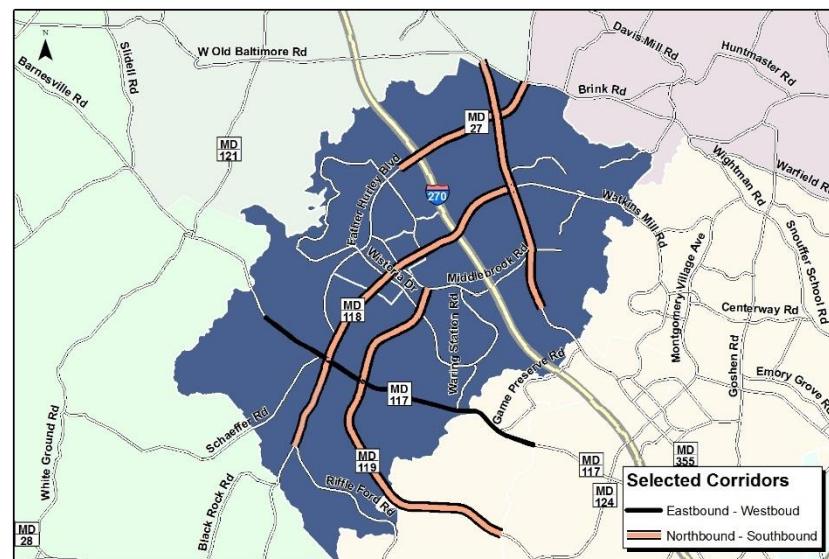 W Old Baltimore Rd
Slidell Rd
Barnesville Rd
MD
121
Davis Mill Rd
Huntmaster Rd
Brink Rd
MD
27
Wightman Rd
Warfield R
Father Hurley Blvd
270
Watkins Mill Rd
Snouffer School Rd
Montgomery Village Ave
Wisteria Dr
Middlebrook Rd
MD
118
Waring Station Rd
Centerway Rd
Goshen Rd
Game Preserve Rd
Emory Grove R
MD
117
White Ground Rd
Schaeffer Rd
MD
119
Riffle Ford Rd
Black Rock Rd
MD
355
MD
117
MD
124
MD
28
Selected Corridors
Eastbound - Westboud
Northbound - Southbound